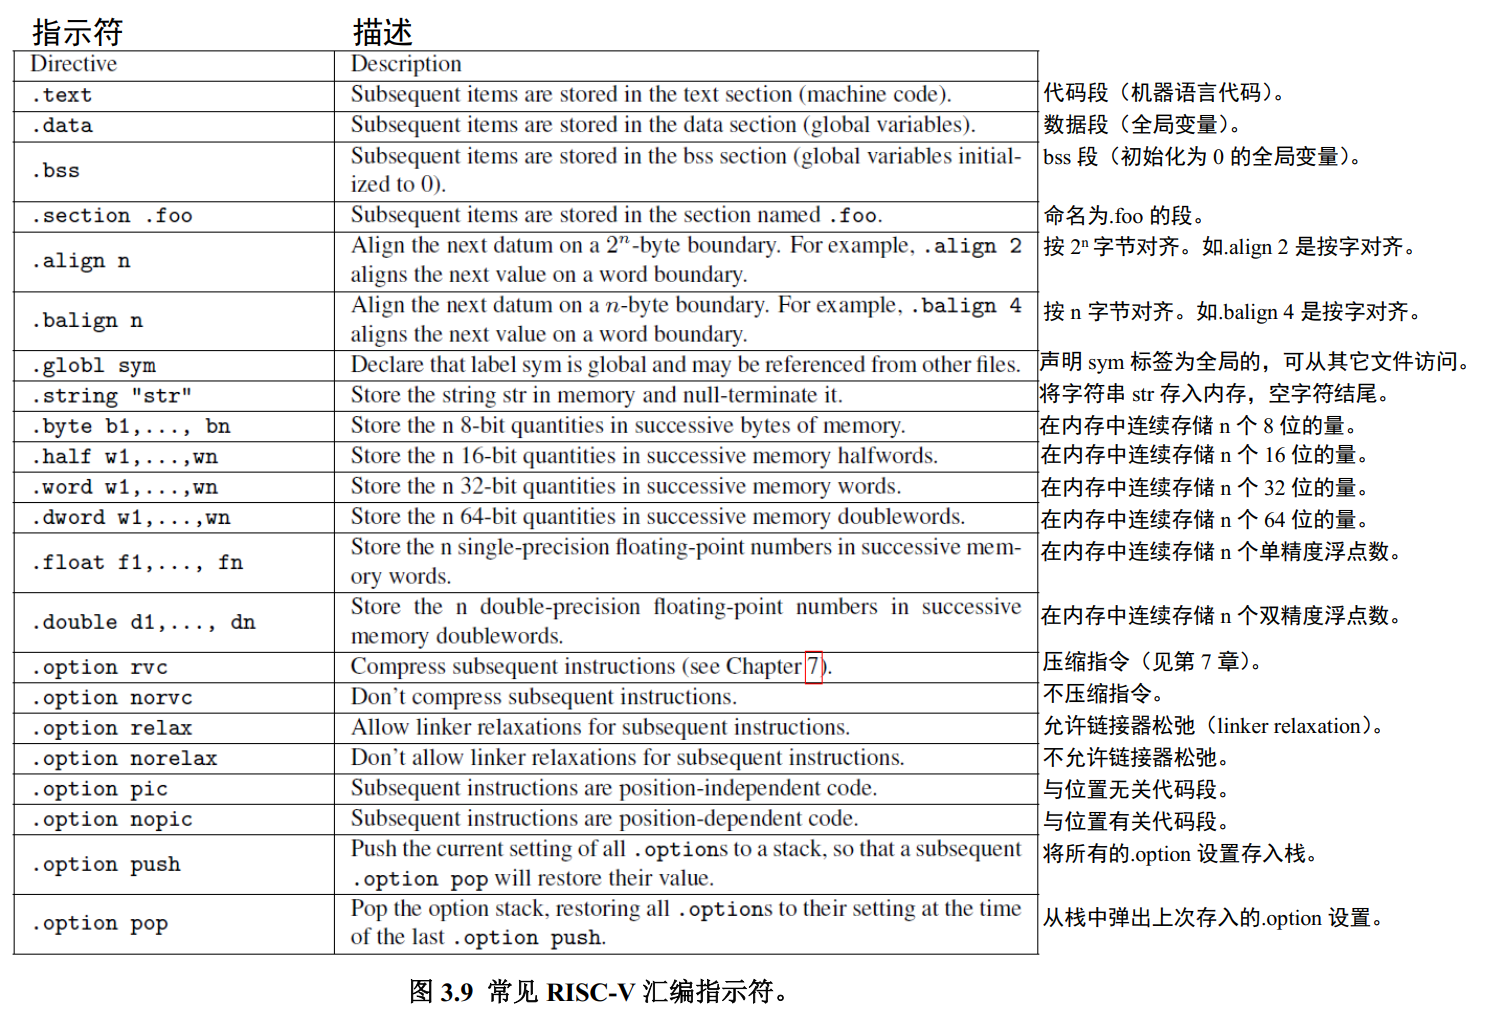 指示符 描述
Directive Description
.text Subsequent items are stored in the text section (machine code). 代码段（机器语言代码）。
.data Subsequent items are stored in the data section (global variables). 数据段（全局变量）。
.bss Subsequent items are stored in the bss section (global variables initial-
ized to 0). bss 段（初始化为 0 的全局变量）。
.section .foo Subsequent items are stored in the section named .foo. 命名为.foo 的段。
.align n Align the next datum on a 2ⁿ-byte boundary. For example, .align 2
aligns the next value on a word boundary. 按 2ⁿ 字节对齐。如.align 2 是按字对齐。
.balign n Align the next datum on a n-byte boundary. For example, .balign 4
aligns the next value on a word boundary. 按 n 字节对齐。如.balign 4 是按字对齐。
.globl sym Declare that label sym is global and may be referenced from other files. 声明 sym 标签为全局的，可从其它文件访问。
.string "str" Store the string str in memory and null-terminate it. 将字符串 str 存入内存，空字符结尾。
.byte b1,..., bn Store the n 8-bit quantities in successive bytes of memory. 在内存中连续存储 n 个 8 位的量。
.half w1,...,wn Store the n 16-bit quantities in successive memory halfwords. 在内存中连续存储 n 个 16 位的量。
.word w1,...,wn Store the n 32-bit quantities in successive memory words. 在内存中连续存储 n 个 32 位的量。
.dword w1,...,wn Store the n 64-bit quantities in successive memory doublewords. 在内存中连续存储 n 个 64 位的量。
.float f1,..., fn Store the n single-precision floating-point numbers in successive mem-
ory words. 在内存中连续存储 n 个单精度浮点数。
.double d1,..., dn Store the n double-precision floating-point numbers in successive
memory doublewords. 在内存中连续存储 n 个双精度浮点数。
.option rvc Compress subsequent instructions (see Chapter 7). 压缩指令（见第 7 章）。
.option norvc Don't compress subsequent instructions. 不压缩指令。
.option relax Allow linker relaxations for subsequent instructions. 允许链接器松弛（linker relaxation）。
.option norelax Don't allow linker relaxations for subsequent instructions. 不允许链接器松弛。
.option pic Subsequent instructions are position-independent code. 与位置无关代码段。
.option nopic Subsequent instructions are position-dependent code. 与位置有关代码段。
.option push Push the current setting of all .options to a stack, so that a subsequent
.option pop will restore their value. 将所有的.option 设置存入栈。
.option pop Pop the option stack, restoring all .options to their setting at the time
of the last .option push. 从栈中弹出上次存入的.option 设置。
图 3.9 常见 RISC-V 汇编指示符。